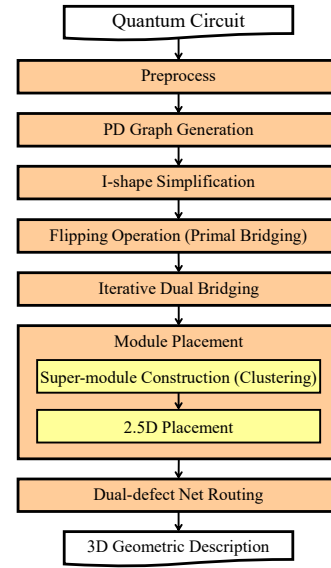 Quantum Circuit
Preprocess
PD Graph Generation
I-shape Simplification
Flipping Operation (Primal Bridging)
Iterative Dual Bridging
Module Placement
Super-module Construction (Clustering)
2.5D Placement
Dual-defect Net Routing
3D Geometric Description